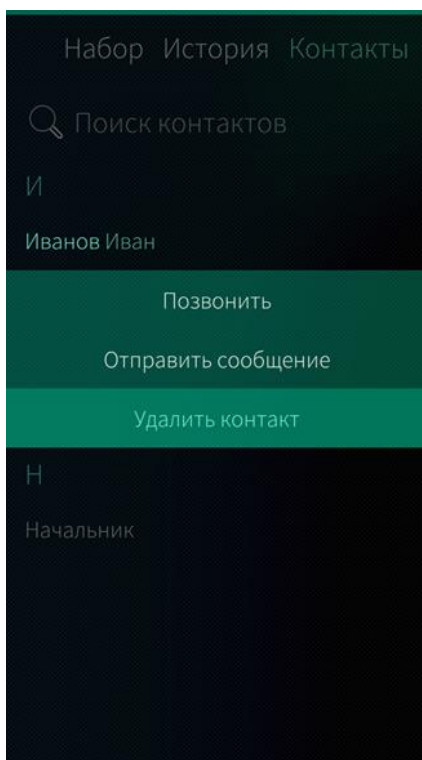 Набор История Контакты
Поиск контактов
И
Иванов Иван
Позвонить
Отправить сообщение
Удалить контакт
Н
Начальник